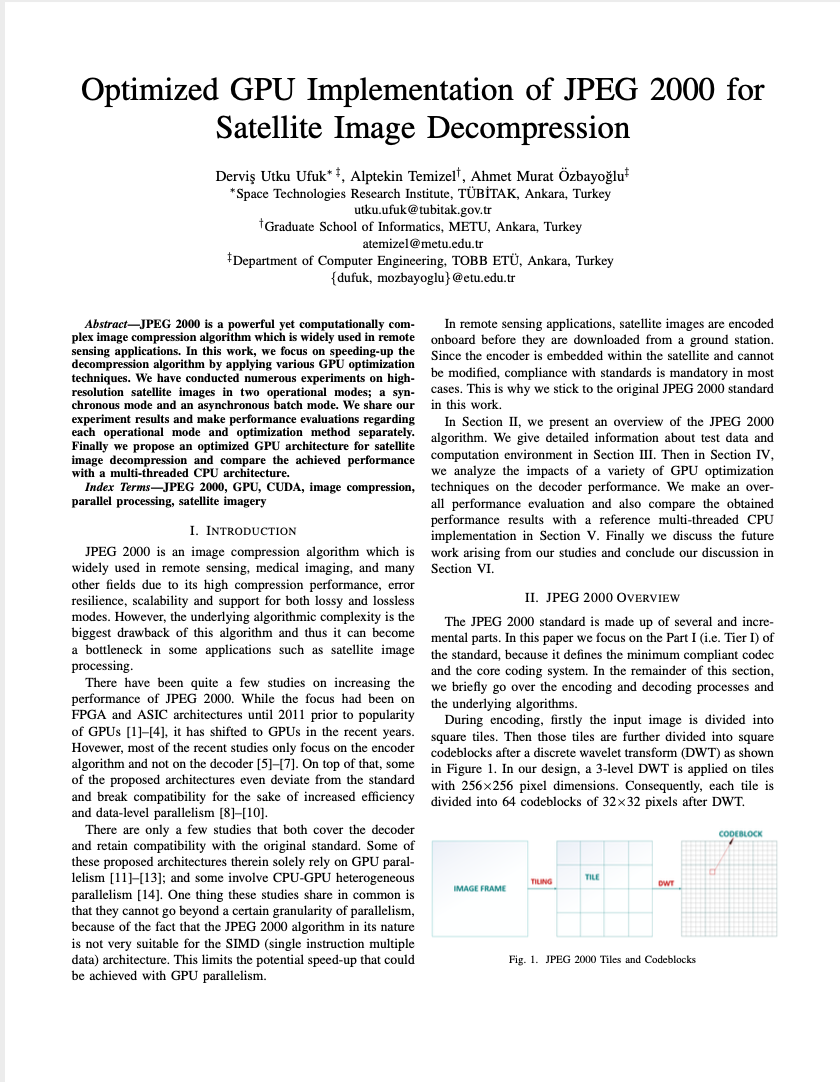 Optimized GPU Implementation of JPEG 2000 for
Satellite Image Decompression
Derviş Utku Ufuk* ‡, Alptekin Temizel†, Ahmet Murat Özbayoğlu‡
*Space Technologies Research Institute, TÜBİTAK, Ankara, Turkey
utku.ufuk@tubitak.gov.tr
†Graduate School of Informatics, METU, Ankara, Turkey
atemizel@metu.edu.tr
‡Department of Computer Engineering, TOBB ETÜ, Ankara, Turkey
{dufuk, mozbayoglu}@etu.edu.tr
Abstract—JPEG 2000 is a powerful yet computationally com-
plex image compression algorithm which is widely used in remote
sensing applications. In this work, we focus on speeding-up the
decompression algorithm by applying various GPU optimization
techniques. We have conducted numerous experiments on high-
resolution satellite images in two operational modes; a syn-
chronous mode and an asynchronous batch mode. We share our
experiment results and make performance evaluations regarding
each operational mode and optimization method separately.
Finally we propose an optimized GPU architecture for satellite
image decompression and compare the achieved performance
with a multi-threaded CPU architecture.
Index Terms—JPEG 2000, GPU, CUDA, image compression,
parallel processing, satellite imagery
I. INTRODUCTION
JPEG 2000 is an image compression algorithm which is
widely used in remote sensing, medical imaging, and many
other fields due to its high compression performance, error
resilience, scalability and support for both lossy and lossless
modes. However, the underlying algorithmic complexity is the
biggest drawback of this algorithm and thus it can become
a bottleneck in some applications such as satellite image
processing.
There have been quite a few studies on increasing the
performance of JPEG 2000. While the focus had been on
FPGA and ASIC architectures until 2011 prior to popularity
of GPUs [1]–[4], it has shifted to GPUs in the recent years.
Hovewer, most of the recent studies only focus on the encoder
algorithm and not on the decoder [5]–[7]. On top of that, some
of the proposed architectures even deviate from the standard
and break compatibility for the sake of increased efficiency
and data-level parallelism [8]–[10].
There are only a few studies that both cover the decoder
and retain compatibility with the original standard. Some of
these proposed architectures therein solely rely on GPU paral-
lelism [11]–[13]; and some involve CPU-GPU heterogeneous
parallelism [14]. One thing these studies share in common is
that they cannot go beyond a certain granularity of parallelism,
because of the fact that the JPEG 2000 algorithm in its nature
is not very suitable for the SIMD (single instruction multiple
data) architecture. This limits the potential speed-up that could
be achieved with GPU parallelism.
In remote sensing applications, satellite images are encoded
onboard before they are downloaded from a ground station.
Since the encoder is embedded within the satellite and cannot
be modified, compliance with standards is mandatory in most
cases. This is why we stick to the original JPEG 2000 standard
in this work.
In Section II, we present an overview of the JPEG 2000
algorithm. We give detailed information about test data and
computation environment in Section III. Then in Section IV,
we analyze the impacts of a variety of GPU optimization
techniques on the decoder performance. We make an over-
all performance evaluation and also compare the obtained
performance results with a reference multi-threaded CPU
implementation in Section V. Finally we discuss the future
work arising from our studies and conclude our discussion in
Section VI.
II. JPEG 2000 OVERVIEW
The JPEG 2000 standard is made up of several and incre-
mental parts. In this paper we focus on the Part I (i.e. Tier I) of
the standard, because it defines the minimum compliant codec
and the core coding system. In the remainder of this section,
we briefly go over the encoding and decoding processes and
the underlying algorithms.
During encoding, firstly the input image is divided into
square tiles. Then those tiles are further divided into square
codeblocks after a discrete wavelet transform (DWT) as shown
in Figure 1. In our design, a 3-level DWT is applied on tiles
with 256×256 pixel dimensions. Consequently, each tile is
divided into 64 codeblocks of 32×32 pixels after DWT.
CODEBLOCK
IMAGE FRAME
TILING
TILE
DWT
Fig. 1. JPEG 2000 Tiles and Codeblocks